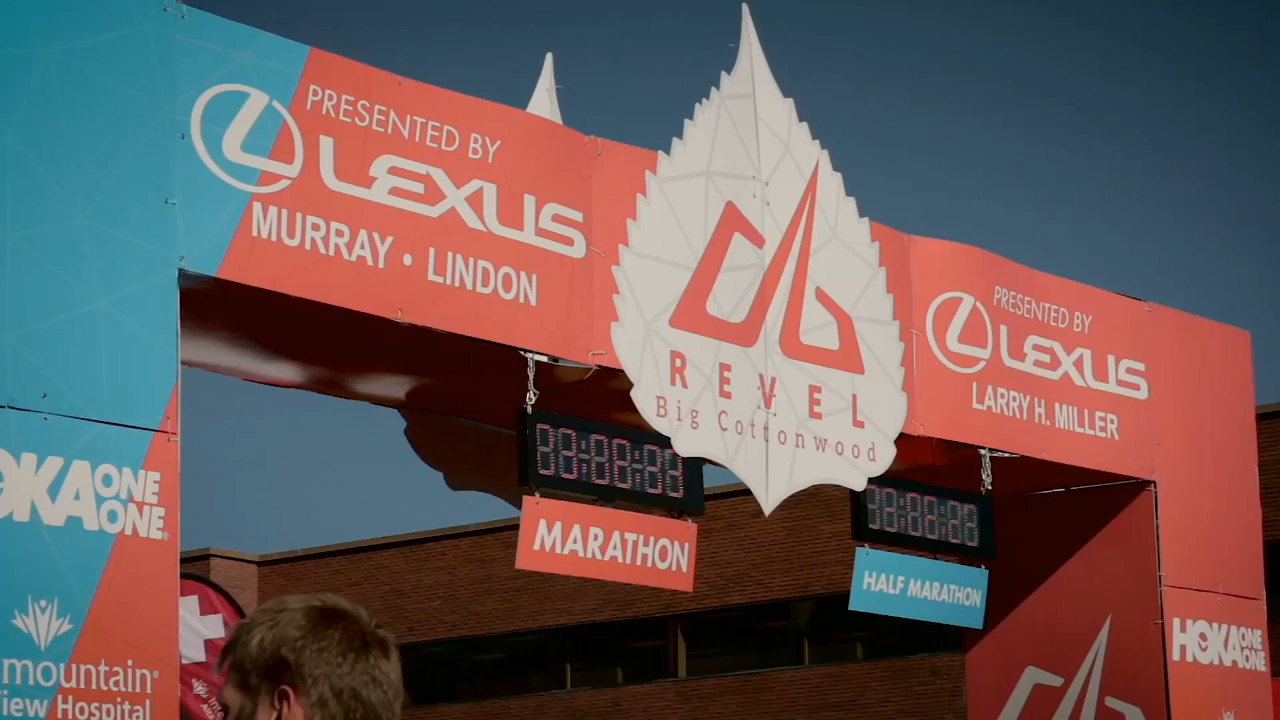 PRESENTED BY
LEXUS
MURRAY • LINDON
REVEL
Big Cottonwood
PRESENTED BY
LEXUS
LARRY H. MILLER
MARATHON
HALF MARATHON
HOKA ONE ONE
mountain
View Hospital
HOKA ONE ONE